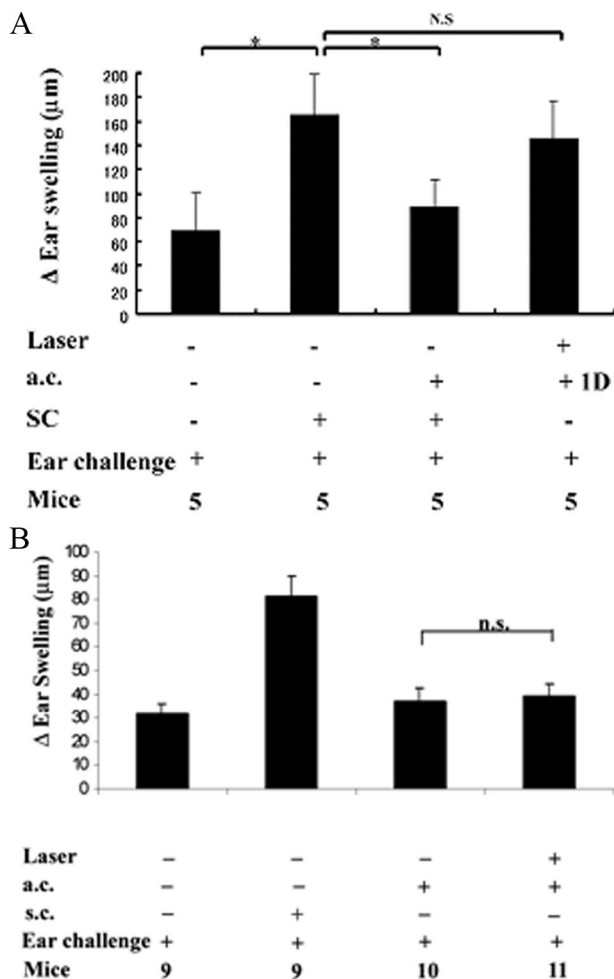 A
N.S
* *
Δ Ear swelling (µm)
200
180
160
140
120
100
80
60
40
20
0
Laser - - - +
a.c. - - + + 1D
SC - + + -
Ear challenge + + + +
Mice 5 5 5 5
B
Δ Ear Swelling (µm)
100
90
80
70
60
50
40
30
20
10
0
n.s.
Laser – – – +
a.c. – – + +
s.c. – + – –
Ear challenge + + + +
Mice 9 9 10 11